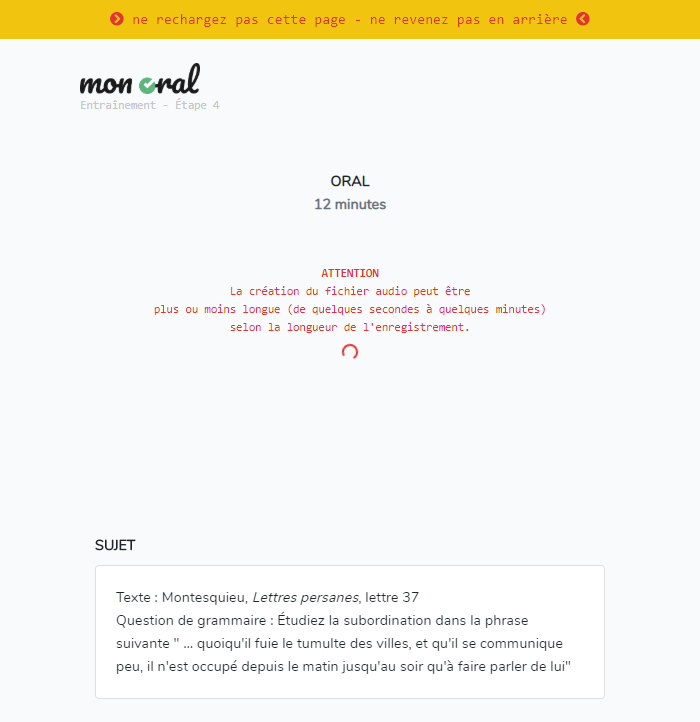 ne rechargez pas cette page - ne revenez pas en arrière
mon oral
Entraînement - Étape 4
ORAL
12 minutes
ATTENTION
La création du fichier audio peut être
plus ou moins longue (de quelques secondes à quelques minutes)
selon la longueur de l'enregistrement.
SUJET
Texte : Montesquieu, Lettres persanes, lettre 37
Question de grammaire : Étudiez la subordination dans la phrase
suivante " ... quoiqu'il fuie le tumulte des villes, et qu'il se communique
peu, il n'est occupé depuis le matin jusqu'au soir qu'à faire parler de lui"